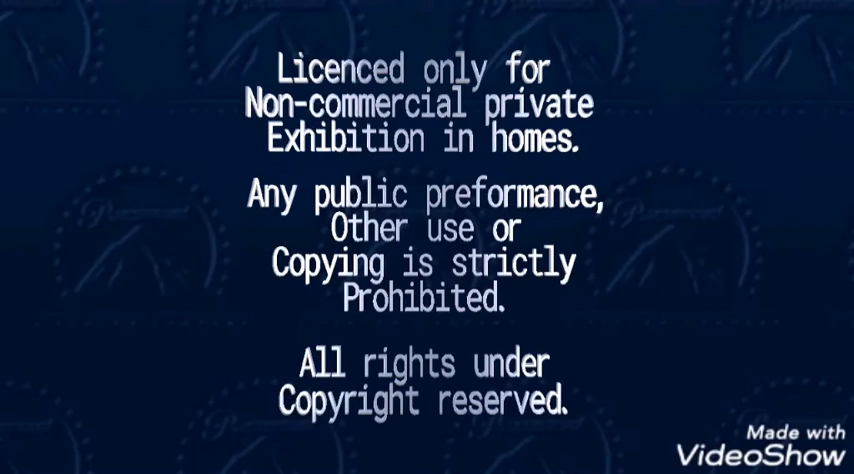 Licenced only for
Non-commercial private
Exhibition in homes.
Any public preformance,
Other use or
Copying is strictly
Prohibited.
All rights under
Copyright reserved.
Made with
VideoShow